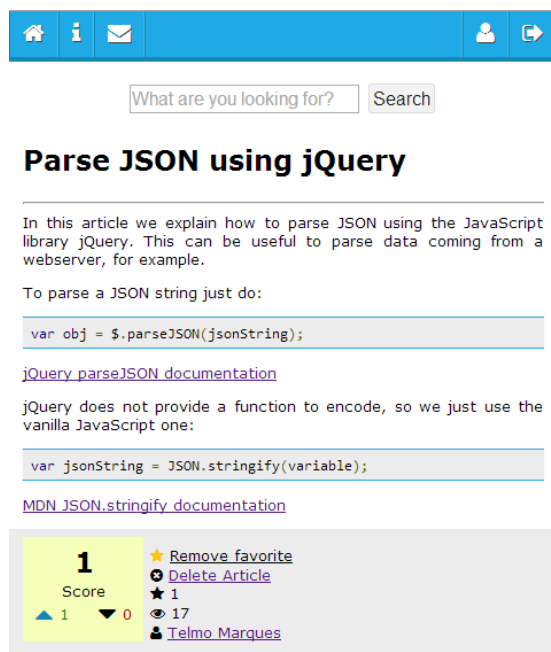 What are you looking for? Search
Parse JSON using jQuery
In this article we explain how to parse JSON using the JavaScript
library jQuery. This can be useful to parse data coming from a
webserver, for example.
To parse a JSON string just do:
var obj = $.parseJSON(jsonString);
jQuery parseJSON documentation
jQuery does not provide a function to encode, so we just use the
vanilla JavaScript one:
var jsonString = JSON.stringify(variable);
MDN JSON.stringify documentation
1
Score
1 0
Remove favorite
Delete Article
1
17
Telmo Marques